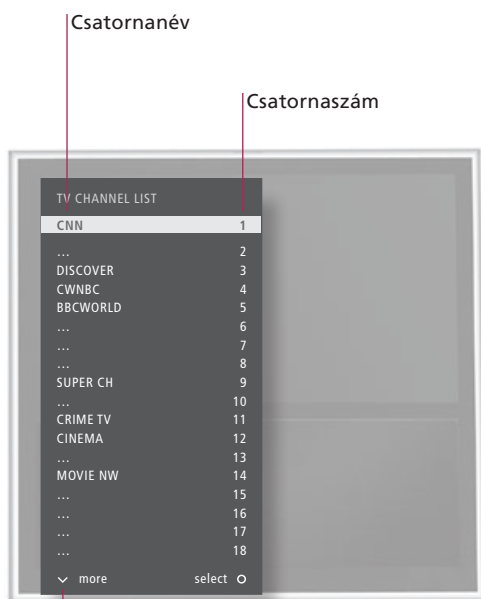 Csatornanév
Csatornaszám
TV CHANNEL LIST
CNN 1
... 2
DISCOVER 3
CWNBC 4
BBCWORLD 5
... 6
... 7
... 8
SUPER CH 9
... 10
CRIME TV 11
CINEMA 12
... 13
MOVIE NW 14
... 15
... 16
... 17
... 18
more select